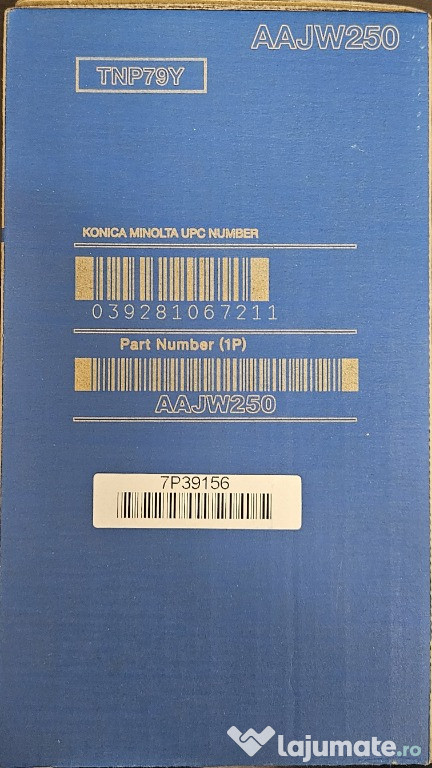 AAJW250
TNP79Y
KONICA MINOLTA UPC NUMBER
039281067211
Part Number (1P)
AAJW250
7P39156
lajumate.ro